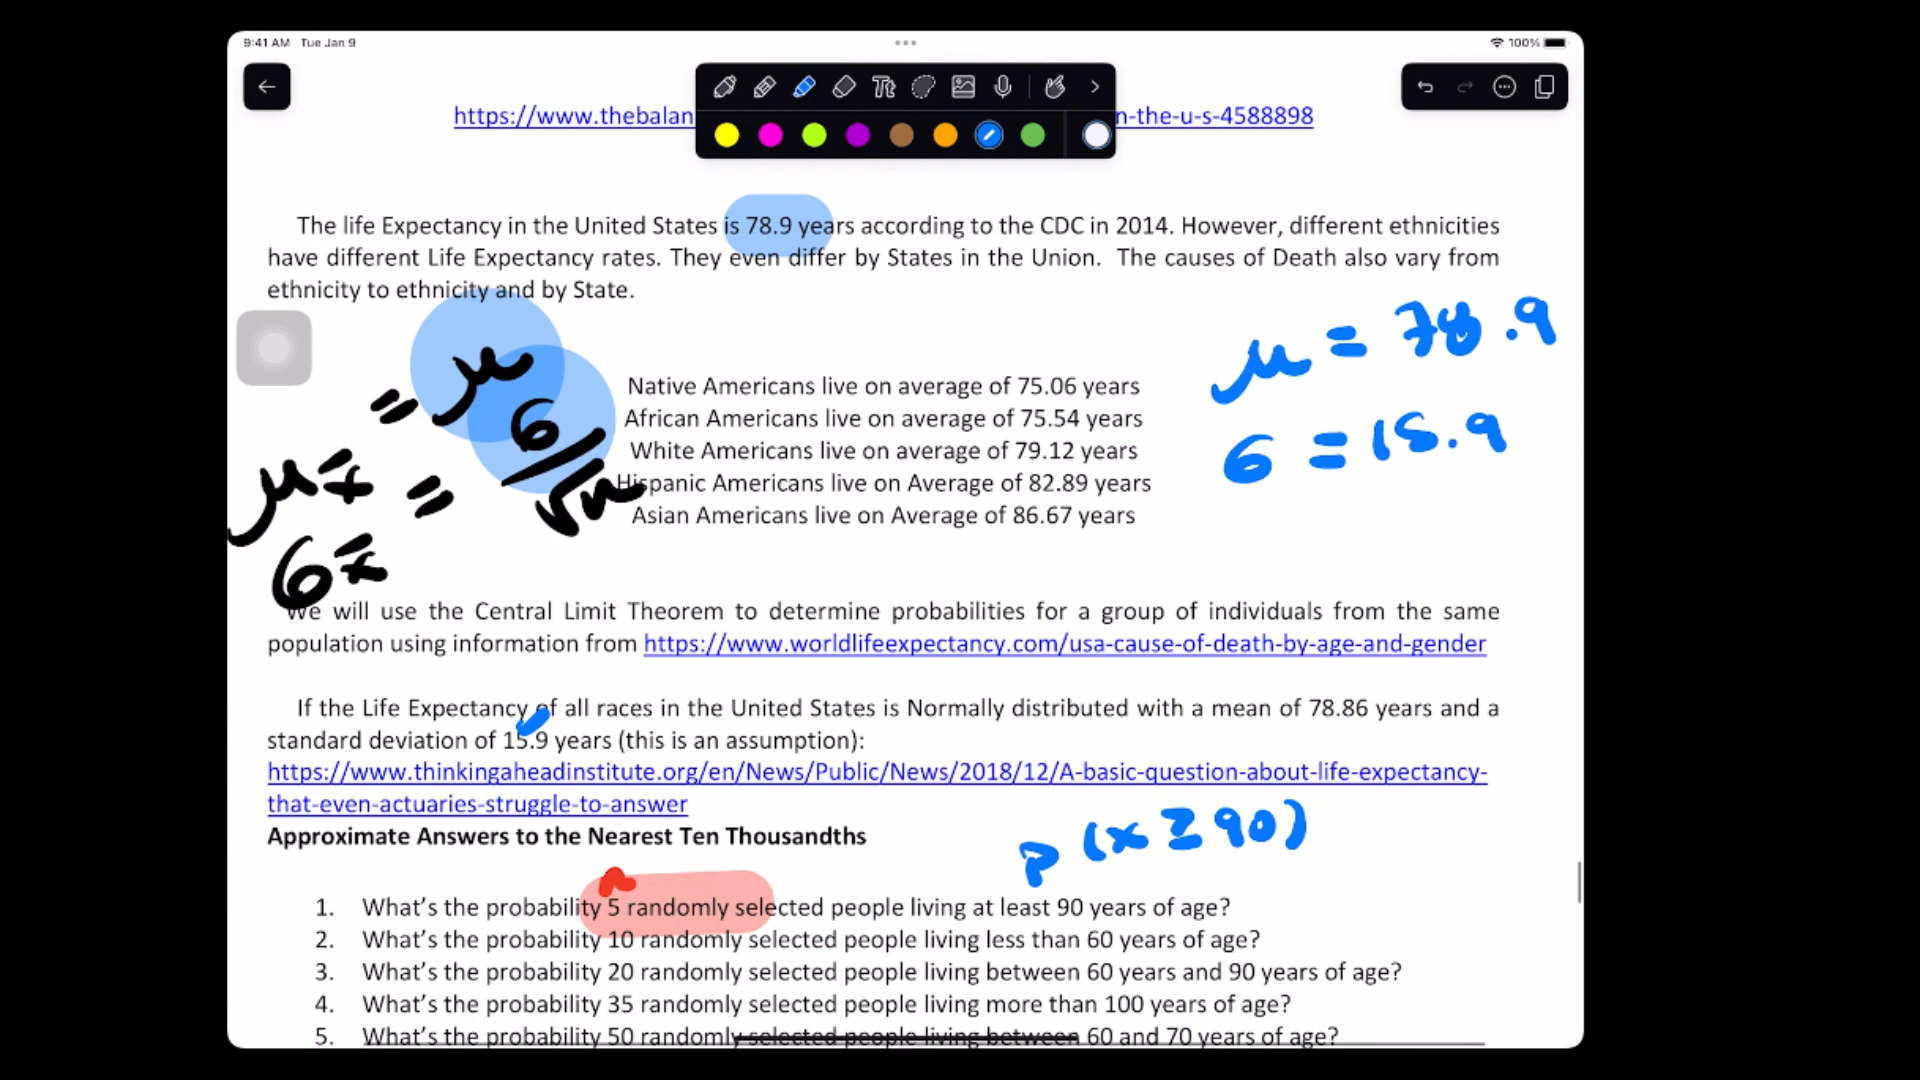 9:41 AM Tue Jan 9
100%
Tt
https://www.thebalan n-the-u-s-4588898
The life Expectancy in the United States is 78.9 years according to the CDC in 2014. However, different ethnicities
have different Life Expectancy rates. They even differ by States in the Union. The causes of Death also vary from
ethnicity to ethnicity and by State.
μ = 78.9
σ = 15.9
= μ
μx̄ = σ/√n
σx̄
Native Americans live on average of 75.06 years
African Americans live on average of 75.54 years
White Americans live on average of 79.12 years
Hispanic Americans live on Average of 82.89 years
Asian Americans live on Average of 86.67 years
We will use the Central Limit Theorem to determine probabilities for a group of individuals from the same
population using information from https://www.worldlifeexpectancy.com/usa-cause-of-death-by-age-and-gender
If the Life Expectancy of all races in the United States is Normally distributed with a mean of 78.86 years and a
standard deviation of 15.9 years (this is an assumption):
https://www.thinkingaheadinstitute.org/en/News/Public/News/2018/12/A-basic-question-about-life-expectancy-
that-even-actuaries-struggle-to-answer
Approximate Answers to the Nearest Ten Thousandths
P (x ≥ 90)
n
1. What's the probability 5 randomly selected people living at least 90 years of age?
2. What's the probability 10 randomly selected people living less than 60 years of age?
3. What's the probability 20 randomly selected people living between 60 years and 90 years of age?
4. What's the probability 35 randomly selected people living more than 100 years of age?
5. What's the probability 50 randomly selected people living between 60 and 70 years of age?